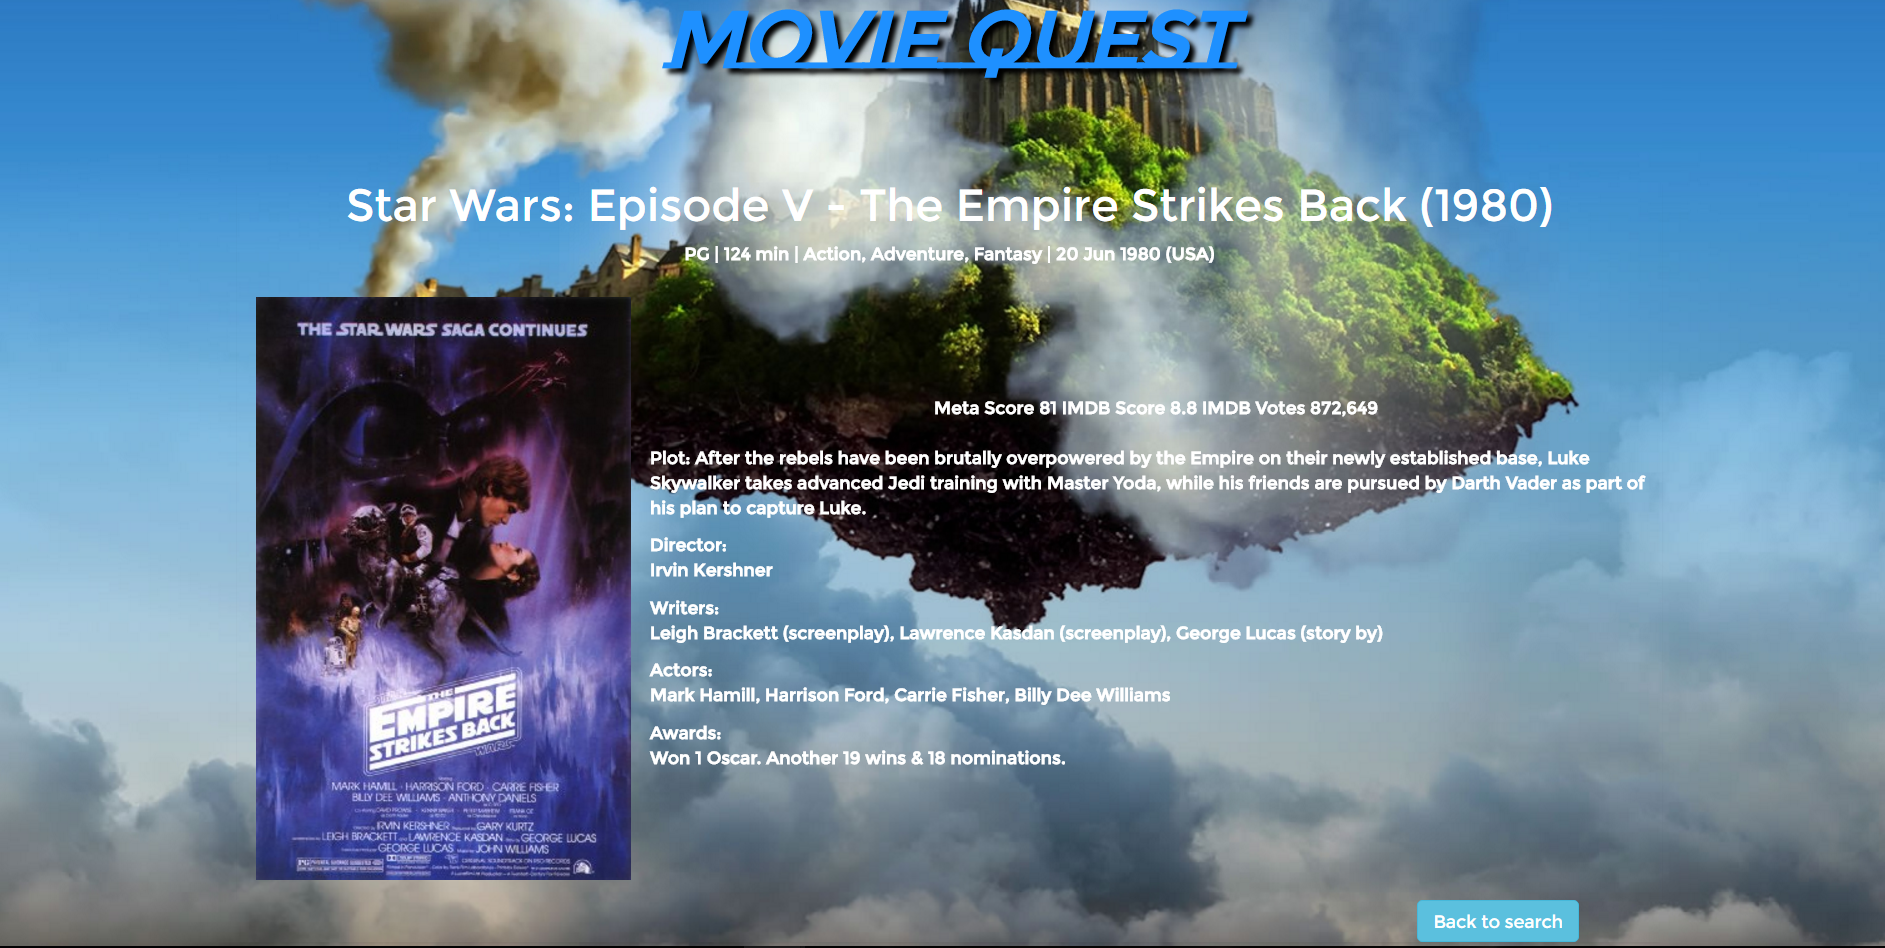 MOVIE QUEST
Star Wars: Episode V - The Empire Strikes Back (1980)
PG | 124 min | Action, Adventure, Fantasy | 20 Jun 1980 (USA)
THE STAR WARS SAGA CONTINUES
Meta Score 81 IMDB Score 8.8 IMDB Votes 872,649
Plot: After the rebels have been brutally overpowered by the Empire on their newly established base, Luke
Skywalker takes advanced Jedi training with Master Yoda, while his friends are pursued by Darth Vader as part of
his plan to capture Luke.
Director:
Irvin Kershner
Writers:
Leigh Brackett (screenplay), Lawrence Kasdan (screenplay), George Lucas (story by)
Actors:
Mark Hamill, Harrison Ford, Carrie Fisher, Billy Dee Williams
Awards:
Won 1 Oscar. Another 19 wins & 18 nominations.
THE
EMPIRE
STRIKES BACK
WARS
MARK HAMILL · HARRISON FORD · CARRIE FISHER
BILLY DEE WILLIAMS · ANTHONY DANIELS
IRVIN KERSHNER GARY KURTZ
LEIGH BRACKETT LAWRENCE KASDAN GEORGE LUCAS
GEORGE LUCAS JOHN WILLIAMS
PG
Back to search